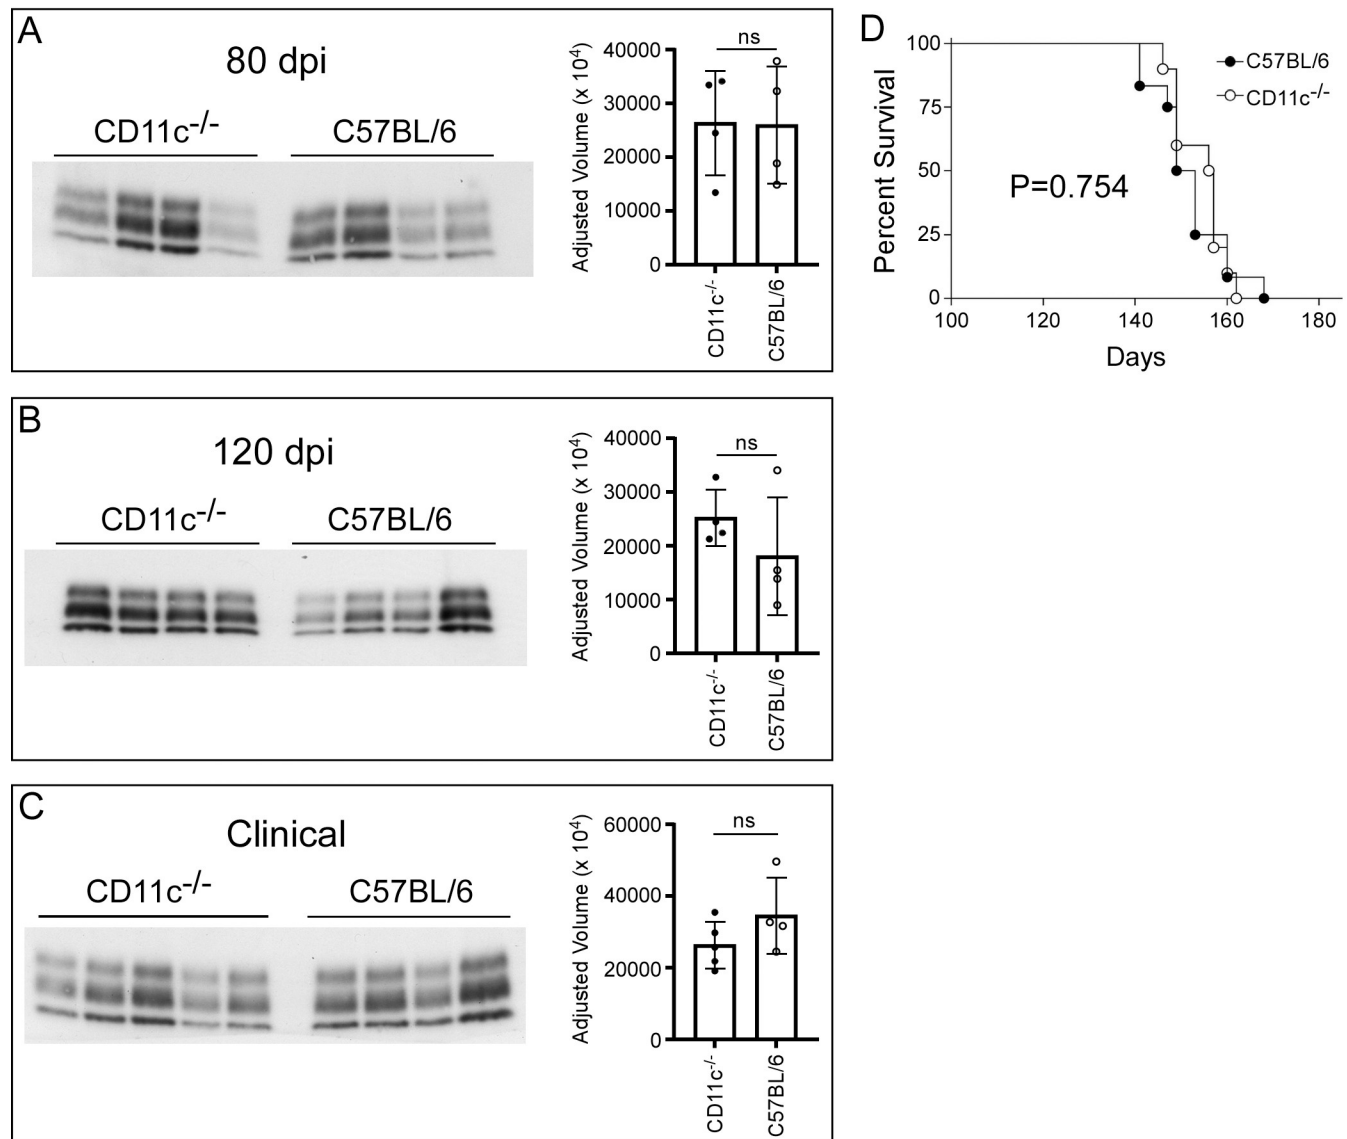 A
80 dpi
CD11c-/-
C57BL/6
Adjusted Volume (x 10⁴)
40000
30000
20000
10000
0
ns
CD11c-/-
C57BL/6
D
Percent Survival
100
75
50
25
0
P=0.754
C57BL/6
CD11c-/-
100 120 140 160 180
Days
B
120 dpi
CD11c-/-
C57BL/6
Adjusted Volume (x 10⁴)
40000
30000
20000
10000
0
ns
CD11c-/-
C57BL/6
C
Clinical
CD11c-/-
C57BL/6
Adjusted Volume (x 10⁴)
60000
40000
20000
0
ns
CD11c-/-
C57BL/6